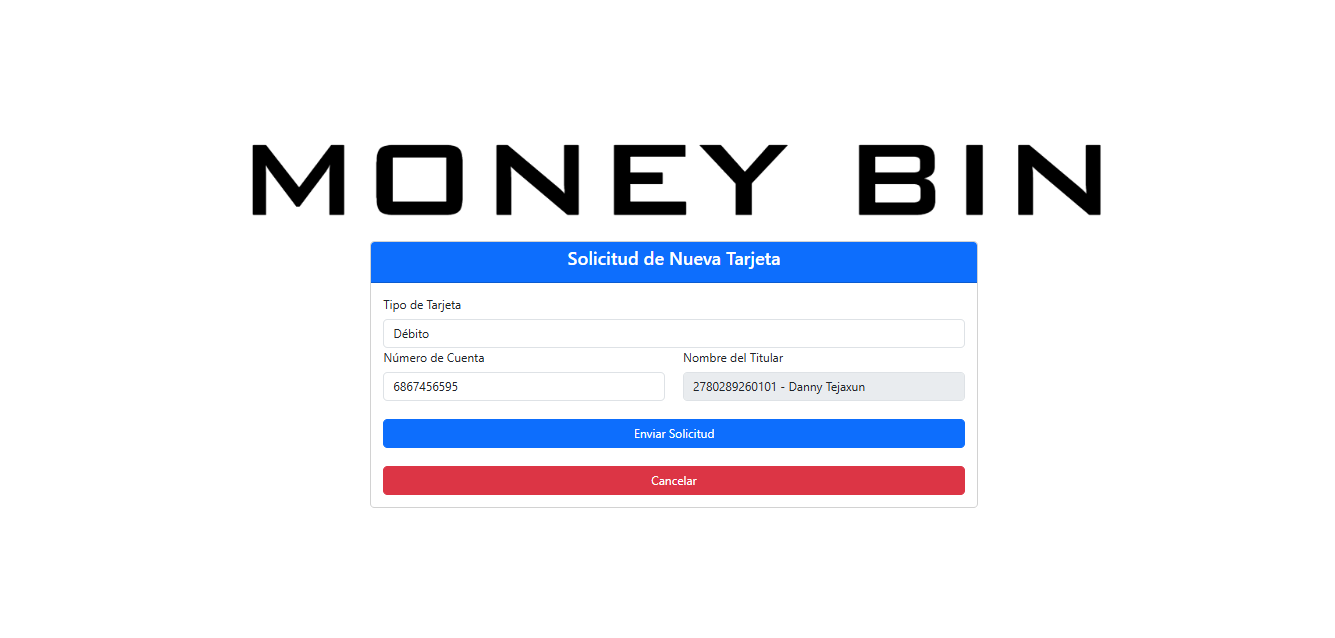 MONEY BIN
Solicitud de Nueva Tarjeta
Tipo de Tarjeta
Débito
Número de Cuenta
Nombre del Titular
6867456595
2780289260101 - Danny Tejaxun
Enviar Solicitud
Cancelar